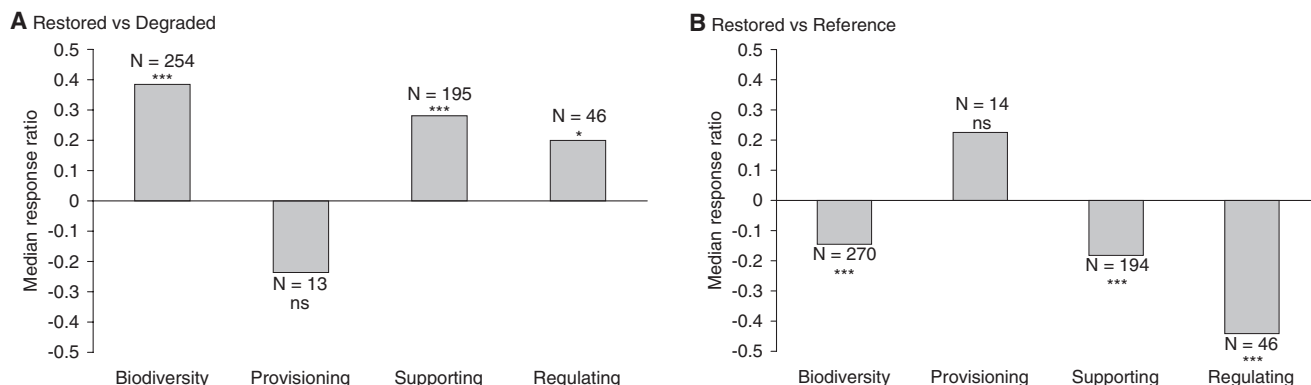 A Restored vs Degraded
Median response ratio
0.5
0.4
0.3
0.2
0.1
0
-0.1
-0.2
-0.3
-0.4
-0.5
N = 254
***
N = 13
ns
N = 195
***
N = 46
*
Biodiversity Provisioning Supporting Regulating
B Restored vs Reference
Median response ratio
0.5
0.4
0.3
0.2
0.1
0
-0.1
-0.2
-0.3
-0.4
-0.5
N = 270
***
N = 14
ns
N = 194
***
N = 46
***
Biodiversity Provisioning Supporting Regulating